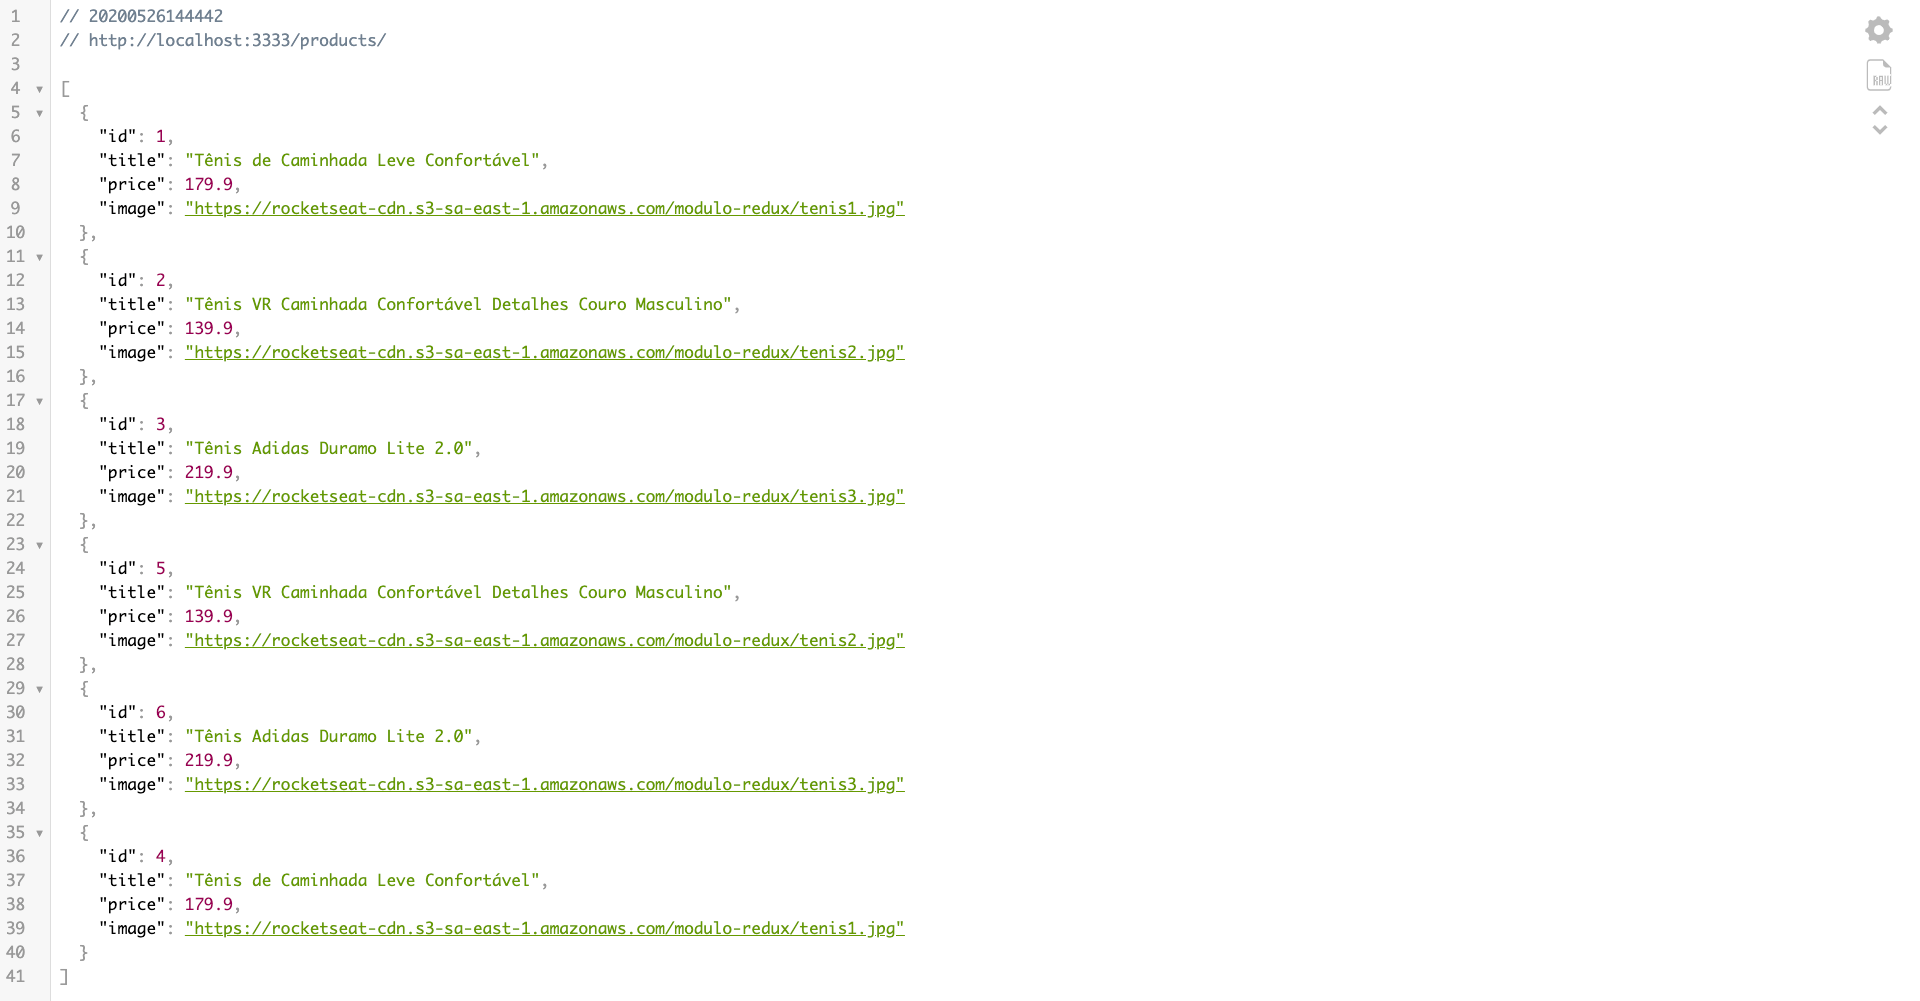 1 // 20200526144442
2 // http://localhost:3333/products/
3
4 [
5 {
6 "id": 1,
7 "title": "Tênis de Caminhada Leve Confortável",
8 "price": 179.9,
9 "image": "https://rocketseat-cdn.s3-sa-east-1.amazonaws.com/modulo-redux/tenis1.jpg"
10 },
11 {
12 "id": 2,
13 "title": "Tênis VR Caminhada Confortável Detalhes Couro Masculino",
14 "price": 139.9,
15 "image": "https://rocketseat-cdn.s3-sa-east-1.amazonaws.com/modulo-redux/tenis2.jpg"
16 },
17 {
18 "id": 3,
19 "title": "Tênis Adidas Duramo Lite 2.0",
20 "price": 219.9,
21 "image": "https://rocketseat-cdn.s3-sa-east-1.amazonaws.com/modulo-redux/tenis3.jpg"
22 },
23 {
24 "id": 5,
25 "title": "Tênis VR Caminhada Confortável Detalhes Couro Masculino",
26 "price": 139.9,
27 "image": "https://rocketseat-cdn.s3-sa-east-1.amazonaws.com/modulo-redux/tenis2.jpg"
28 },
29 {
30 "id": 6,
31 "title": "Tênis Adidas Duramo Lite 2.0",
32 "price": 219.9,
33 "image": "https://rocketseat-cdn.s3-sa-east-1.amazonaws.com/modulo-redux/tenis3.jpg"
34 },
35 {
36 "id": 4,
37 "title": "Tênis de Caminhada Leve Confortável",
38 "price": 179.9,
39 "image": "https://rocketseat-cdn.s3-sa-east-1.amazonaws.com/modulo-redux/tenis1.jpg"
40 }
41 ]
RAW